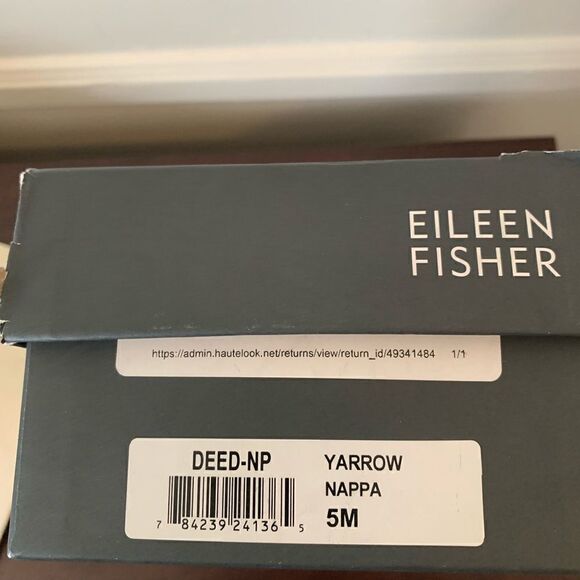 EILEEN
FISHER
https://admin.hautelook.net/returns/view/return_id/49341484 1/1
DEED-NP
YARROW
NAPPA
5M
7 84239 24136 5